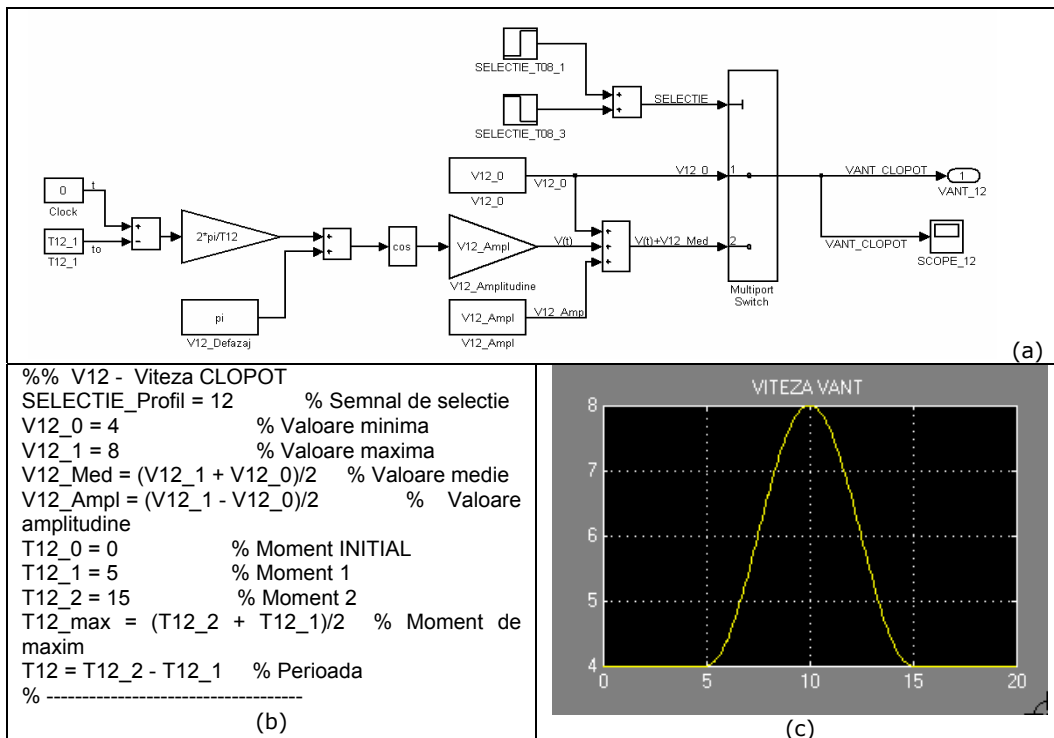 SELECTIE_T08_1
SELECTIE
SELECTIE_T08_3
V12_0
V12_0
V12_0
V12_0
1
VANT_CLOPOT
1
VANT_12
0
t
Clock
T12_1
to
T12_1
2*pi/T12
cos
V12_Ampl
V(t)
V(t)+V12_Med
2
VANT_CLOPOT
SCOPE_12
V12_Amplitudine
Multiport
Switch
pi
V12_Defazaj
V12_Ampl
V12_Amp
V12_Ampl
(a)
%% V12 - Viteza CLOPOT
SELECTIE_Profil = 12 % Semnal de selectie
V12_0 = 4 % Valoare minima
V12_1 = 8 % Valoare maxima
V12_Med = (V12_1 + V12_0)/2 % Valoare medie
V12_Ampl = (V12_1 - V12_0)/2 % Valoare
amplitudine
T12_0 = 0 % Moment INITIAL
T12_1 = 5 % Moment 1
T12_2 = 15 % Moment 2
T12_max = (T12_2 + T12_1)/2 % Moment de
maxim
T12 = T12_2 - T12_1 % Perioada
% -------------------------------------
(b)
VITEZA VANT
8
7
6
5
4
0 5 10 15 20
(c)